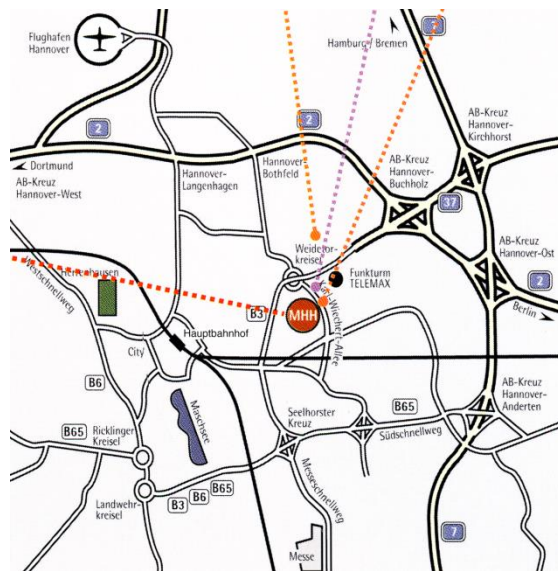 Flughafen
Hannover
Hamburg / Bremen
7
2
2
AB-Kreuz
Hannover-
Kirchhorst
Dortmund
AB-Kreuz
Hannover-West
Hannover-
Langenhagen
Hannover-
Bothfeld
AB-Kreuz
Hannover-
Buchholz
37
Weidetor-
kreisel
AB-Kreuz
Hannover-Ost
Herrenhausen
Westschnellweg
Funkturm
TELEMAX
2
Berlin
B3
MHH
Karl-Wiechert-Allee
City
Hauptbahnhof
B6
Maschsee
AB-Kreuz
Hannover-
Anderten
Seelhorster
Kreuz
B65
Südschnellweg
Ricklinger
Kreisel
B65
B3
B6
B65
Landwehr-
kreisel
Messeschnellweg
Messe
7